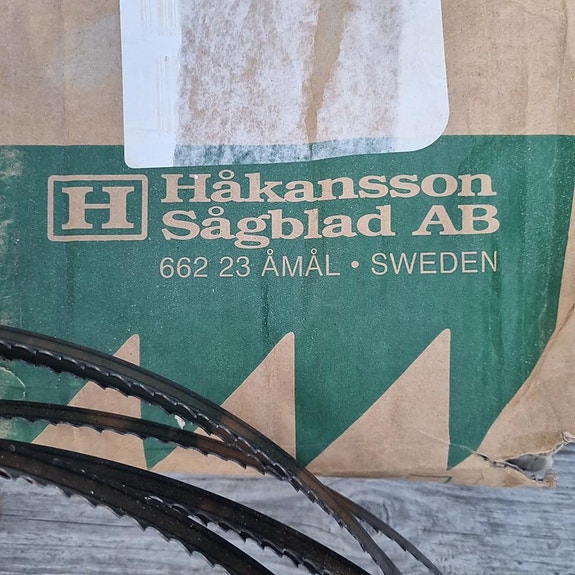 H Håkansson
Sågblad AB
662 23 ÅMÅL • SWEDEN